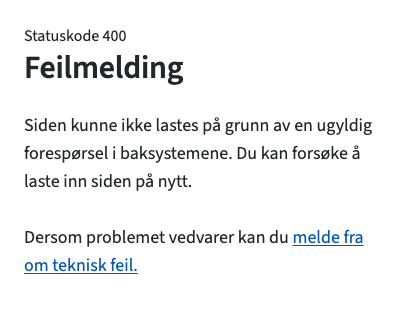 Statuskode 400
Feilmelding
Siden kunne ikke lastes på grunn av en ugyldig
forespørsel i baksystemene. Du kan forsøke å
laste inn siden på nytt.
Dersom problemet vedvarer kan du melde fra
om teknisk feil.